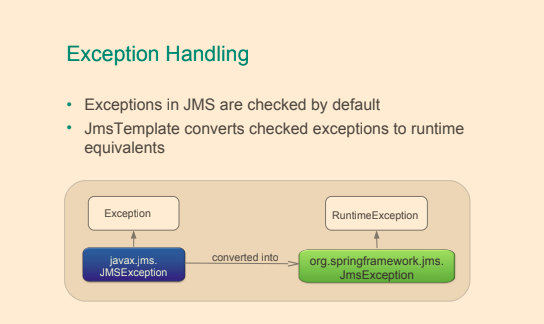 Exception Handling
• Exceptions in JMS are checked by default
• JmsTemplate converts checked exceptions to runtime
equivalents
Exception
RuntimeException
javax.jms.
JMSException
converted into
org.springframework.jms.
JmsException